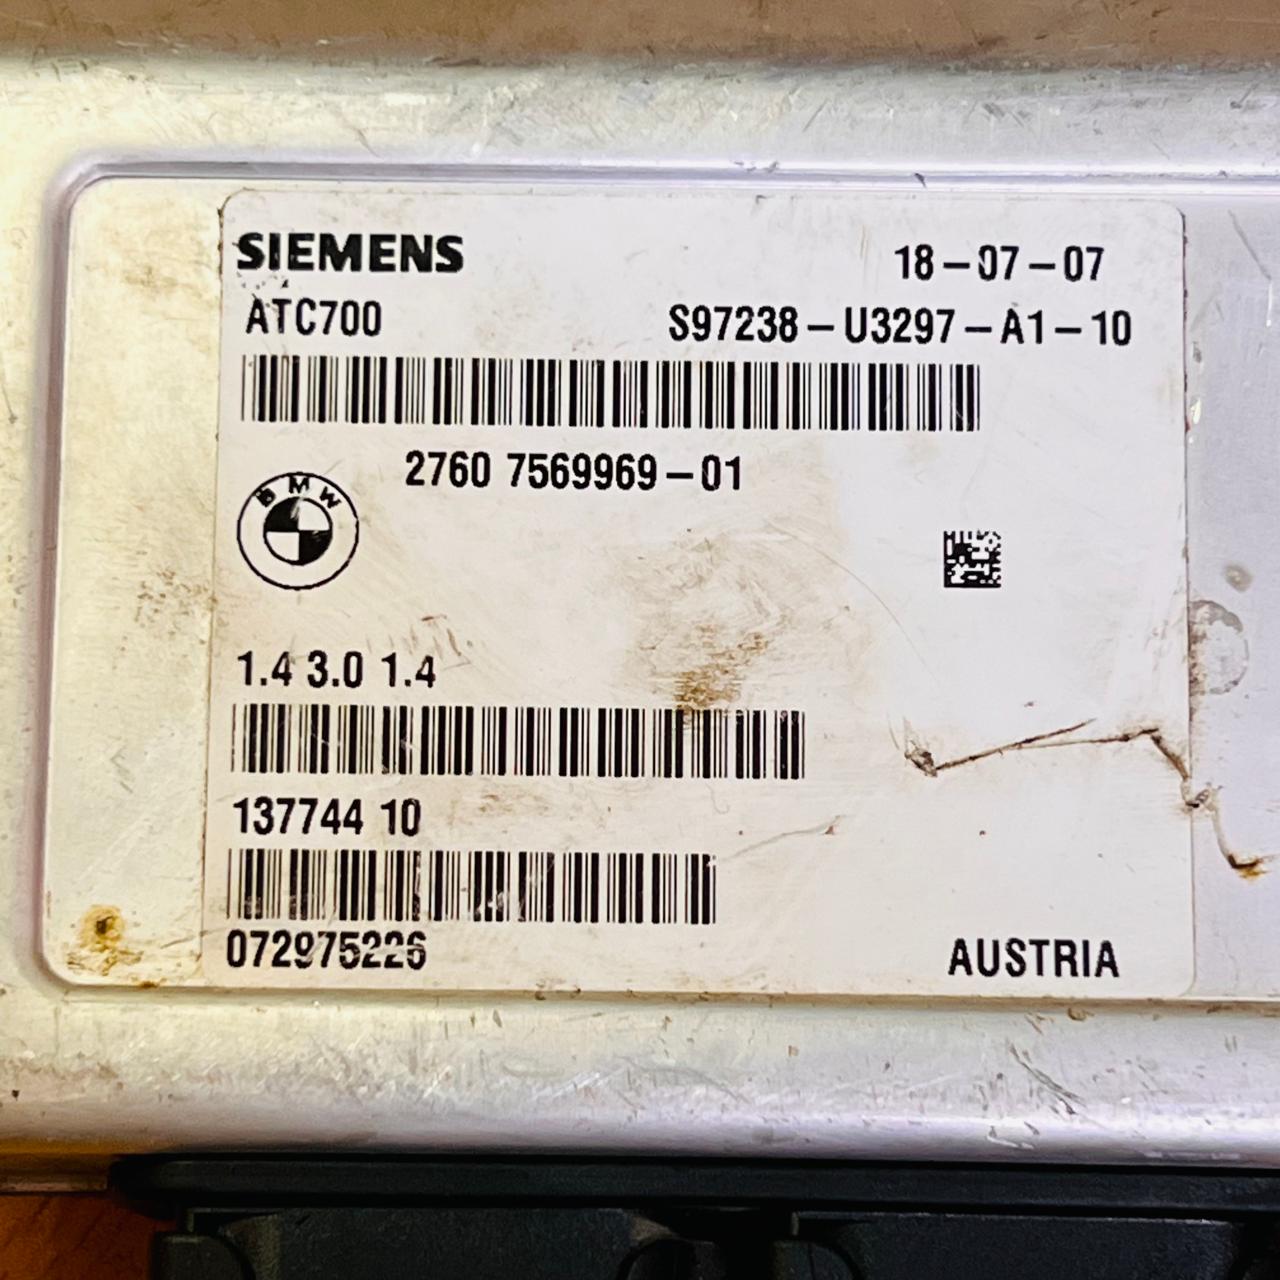 SIEMENS 18-07-07
ATC700 S97238-U3297-A1-10
2760 7569969-01
BMW
1.4 3.0 1.4
137744 10
072975226
AUSTRIA